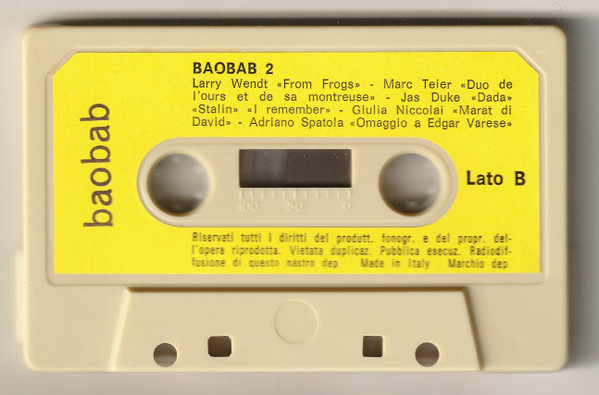 BAOBAB 2
Larry Wendt «From Frogs» - Marc Teier «Duo de
l'ours et de sa montreuse» - Jas Duke «Dada»
«Stalin» «I remember» - Giulia Niccolai «Marat di
David» - Adriano Spatola «Omaggio a Edgar Varese»
baobab
Lato B
100 50 0
Riservati tutti i diritti del produtt. fonogr. e del propr. del-
l'opera riprodotta. Vietata duplicaz. Pubblica esecuz. Radiodif-
fusione di questo nastro dep Made in Italy Marchio dep